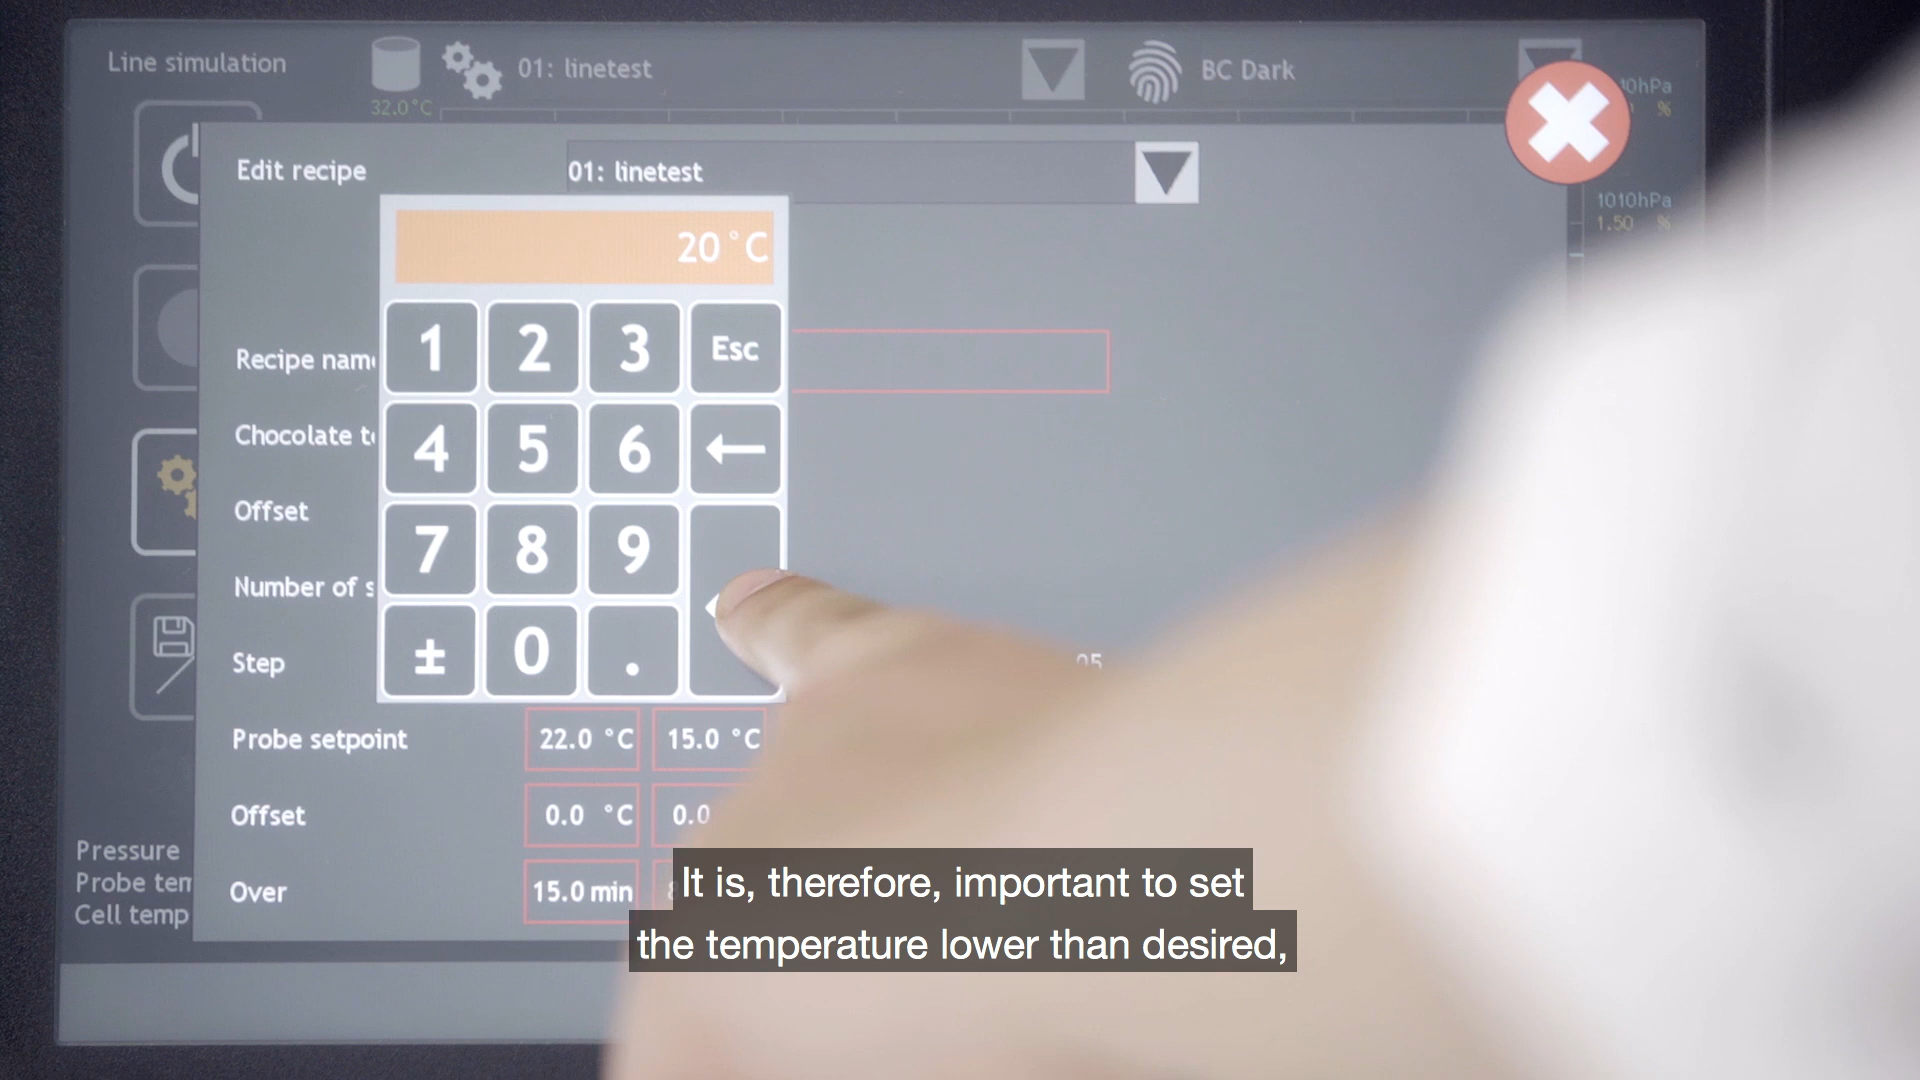 Line simulation
01: linetest
BC Dark
32.0°C
%
Edit recipe
01: linetest
1010hPa
1.50 %
20 °C
1 2 3 Esc
Recipe
4 5 6 ←
Chocolate
7 8 9
Offset
Number of
± 0 .
Step
Probe setpoint 22.0 °C 15.0 °C
Offset 0.0 °C 0.0
Over 15.0 min
Pressure
Probe
Cell temp
It is, therefore, important to set
the temperature lower than desired,